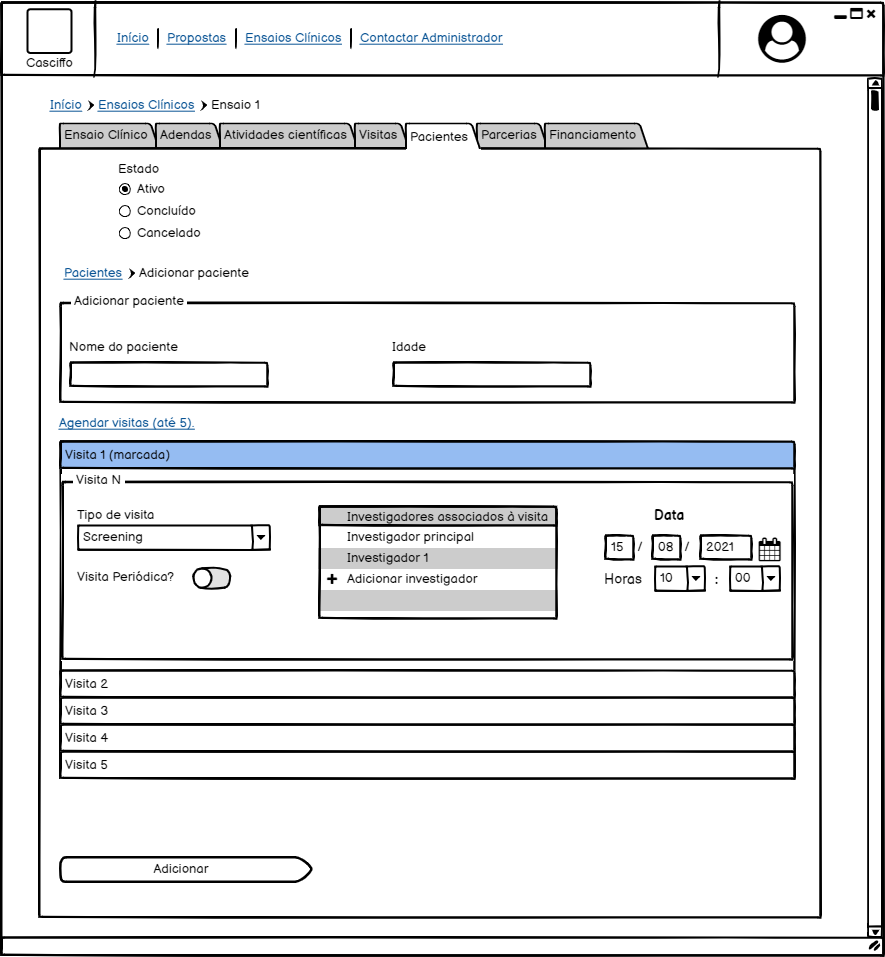 Casciffo
Início
Propostas
Ensaios Clínicos
Contactar Administrador
Início
Ensaios Clínicos
Ensaio 1
Ensaio Clínico
Adendas
Atividades científicas
Visitas
Pacientes
Parcerias
Financiamento
Estado
Ativo
Concluído
Cancelado
Pacientes
Adicionar paciente
Adicionar paciente
Nome do paciente
Idade
Agendar visitas (até 5).
Visita 1 (marcada)
Visita N
Tipo de visita
Screening
Visita Periódica?
Investigadores associados à visita
Investigador principal
Investigador 1
+ Adicionar investigador
Data
15 / 08 / 2021
Horas 10 : 00
Visita 2
Visita 3
Visita 4
Visita 5
Adicionar